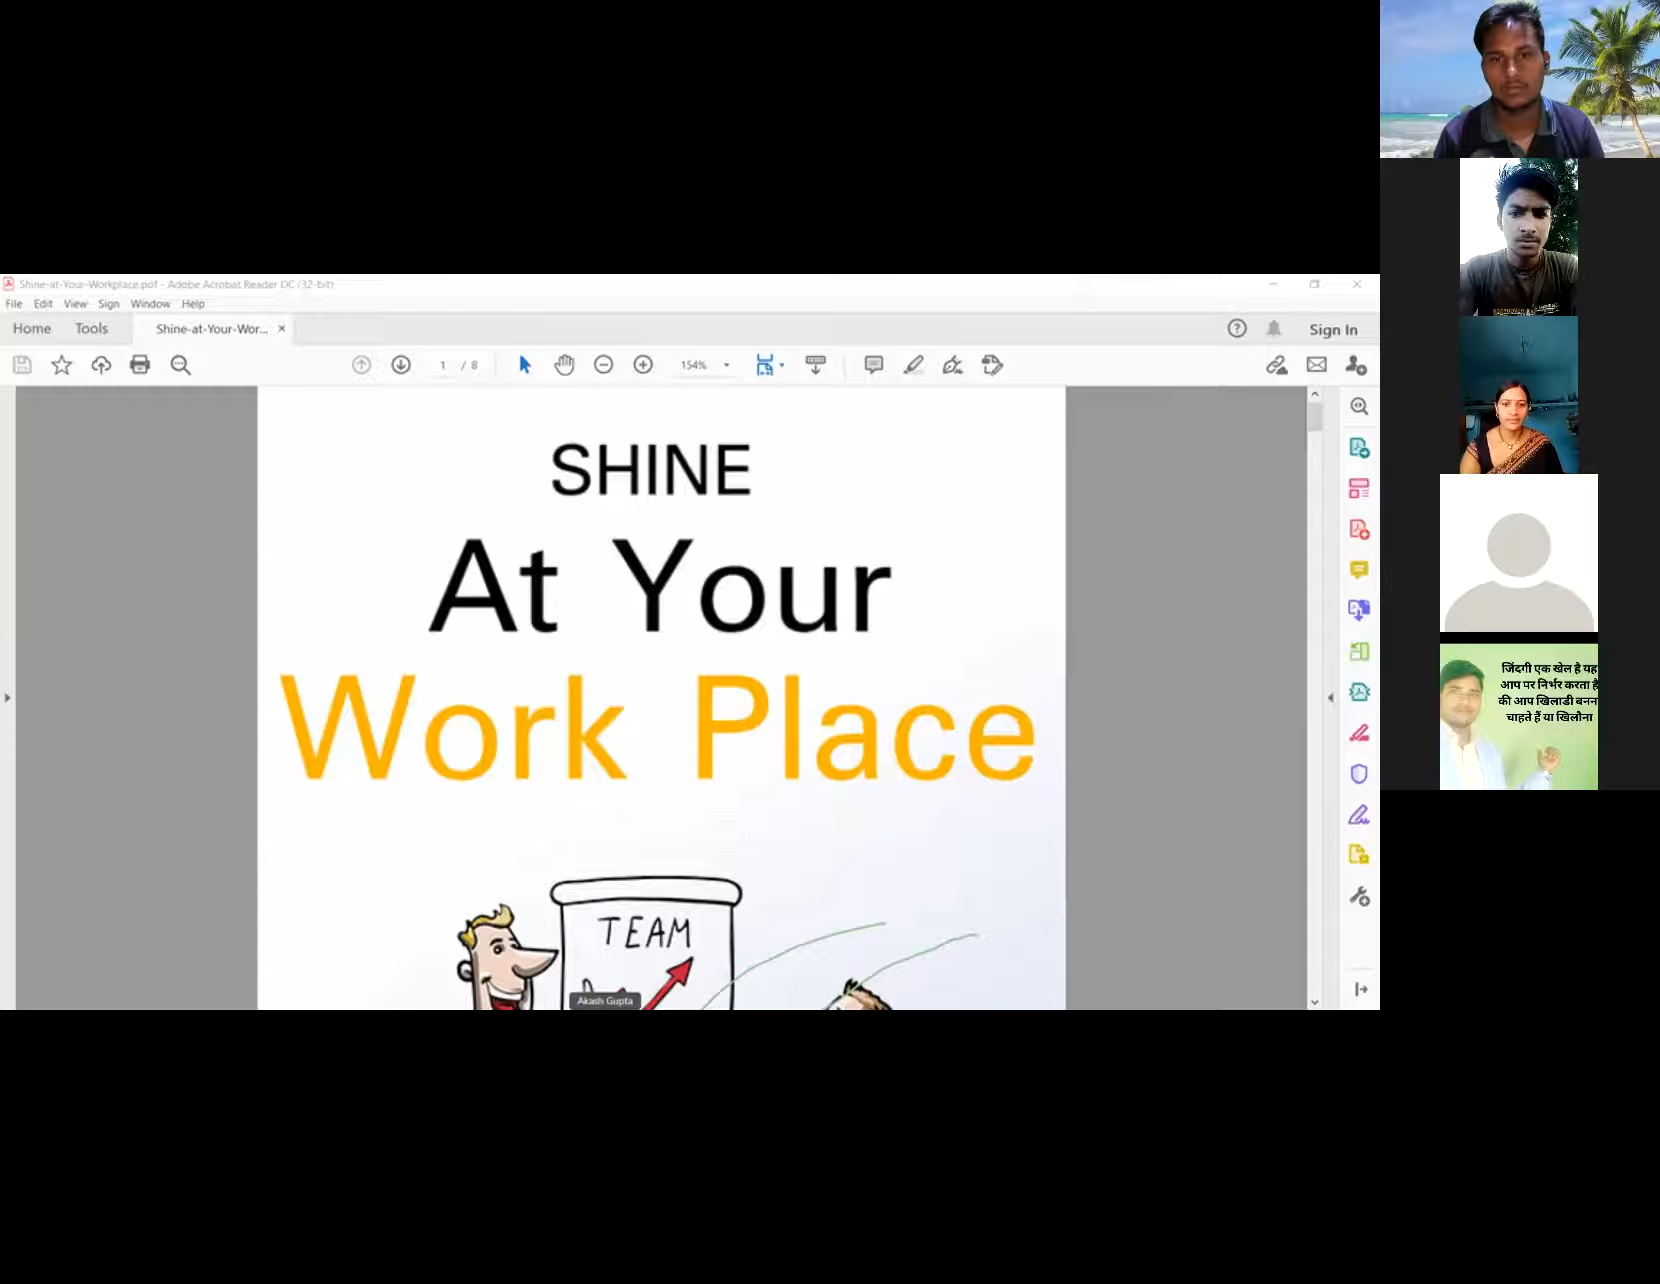 Shine-at-Your-Workplace.pdf - Adobe Acrobat Reader DC (32-bit)
File Edit View Sign Window Help
Home Tools Shine-at-Your-Wor... ×
Sign In
1 / 8
154%
SHINE
At Your
Work Place
TEAM
Akash Gupta
जिंदगी एक खेल है यह
आप पर निर्भर करता है
की आप खिलाडी बनन
चाहते हैं या खिलौना